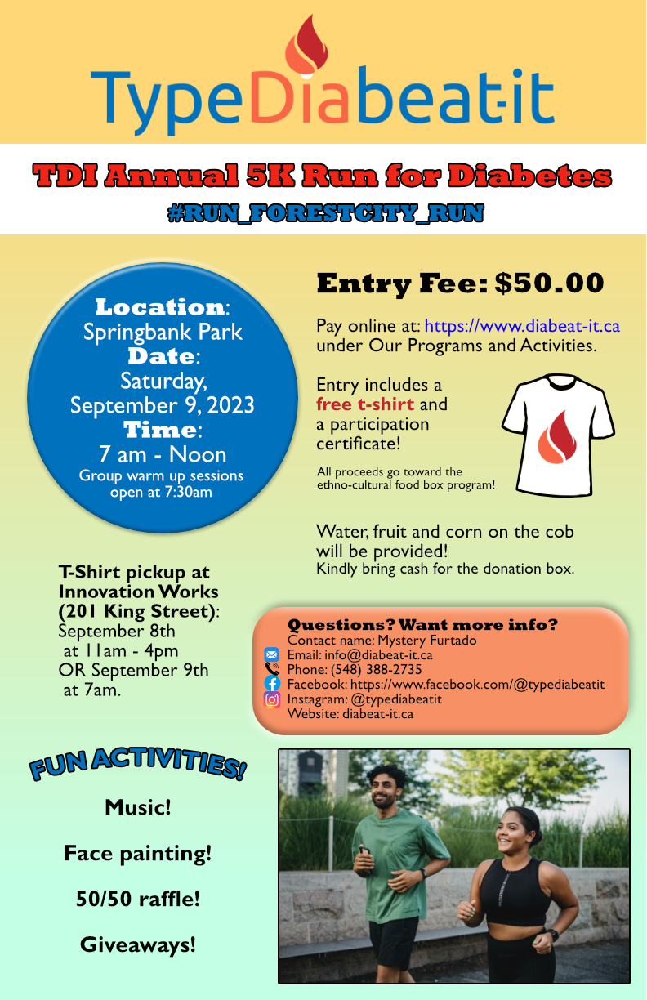 TypeDiabeat-it
TDI Annual 5K Run for Diabetes
#RUN_FORESTCITY_RUN
Location:
Springbank Park
Date:
Saturday,
September 9, 2023
Time:
7 am - Noon
Group warm up sessions
open at 7:30am
Entry Fee: $50.00
Pay online at: https://www.diabeat-it.ca
under Our Programs and Activities.
Entry includes a
free t-shirt and
a participation
certificate!
All proceeds go toward the
ethno-cultural food box program!
Water, fruit and corn on the cob
will be provided!
Kindly bring cash for the donation box.
T-Shirt pickup at
Innovation Works
(201 King Street):
September 8th
at 11am - 4pm
OR September 9th
at 7am.
Questions? Want more info?
Contact name: Mystery Furtado
Email: info@diabeat-it.ca
Phone: (548) 388-2735
Facebook: https://www.facebook.com/@typediabeatit
Instagram: @typediabeatit
Website: diabeat-it.ca
FUN ACTIVITIES!
Music!
Face painting!
50/50 raffle!
Giveaways!